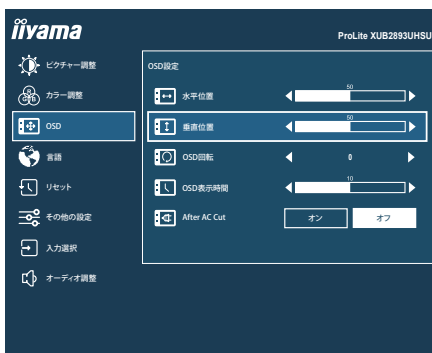 iiyama
ProLite XUB2893UHSU
ピクチャー調整
カラー調整
OSD
言語
リセット
その他の設定
入力選択
オーディオ調整
OSD設定
水平位置
50
垂直位置
50
OSD回転
0
OSD表示時間
10
After AC Cut
オン
オフ